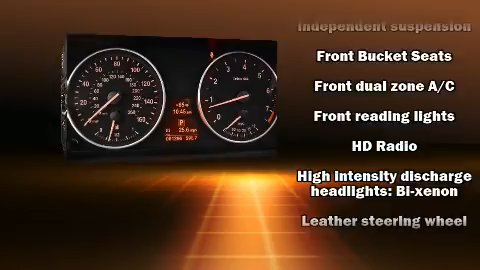 Independent suspension
Front Bucket Seats
Front dual zone A/C
Front reading lights
HD Radio
High Intensity discharge
headlights: Bi-xenon
Leather steering wheel